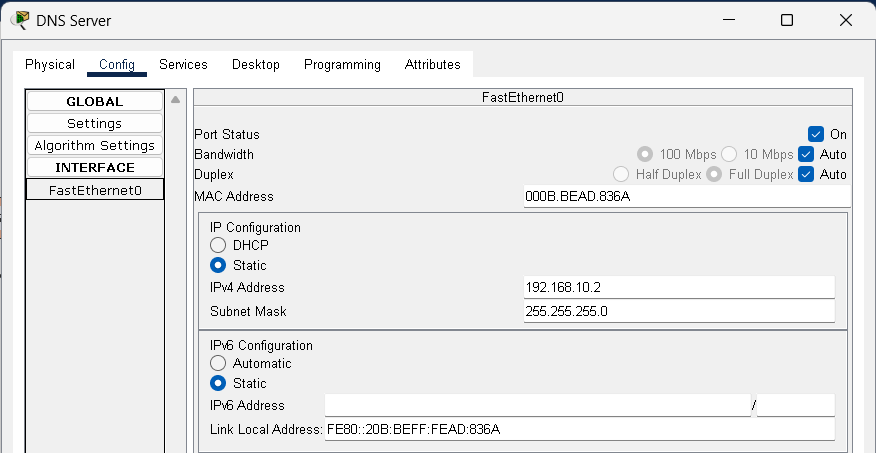 DNS Server
Physical Config Services Desktop Programming Attributes
GLOBAL
Settings
Algorithm Settings
INTERFACE
FastEthernet0
FastEthernet0
Port Status On
Bandwidth 100 Mbps 10 Mbps Auto
Duplex Half Duplex Full Duplex Auto
MAC Address 000B.BEAD.836A
IP Configuration
DHCP
Static
IPv4 Address 192.168.10.2
Subnet Mask 255.255.255.0
IPv6 Configuration
Automatic
Static
IPv6 Address /
Link Local Address: FE80::20B:BEFF:FEAD:836A